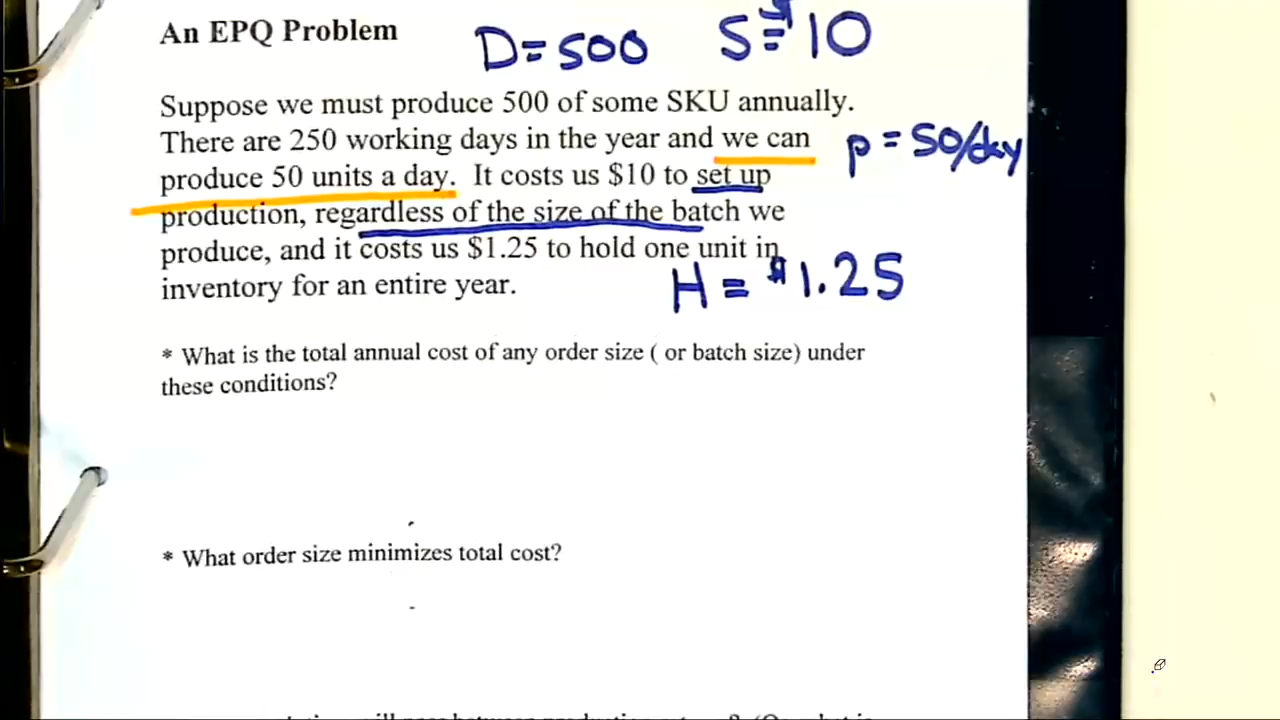 An EPQ Problem
D=500
S=$10
Suppose we must produce 500 of some SKU annually.
There are 250 working days in the year and we can
p=50/day
produce 50 units a day. It costs us $10 to set up
production, regardless of the size of the batch we
produce, and it costs us $1.25 to hold one unit in
H=$1.25
inventory for an entire year.
* What is the total annual cost of any order size ( or batch size) under
these conditions?
* What order size minimizes total cost?